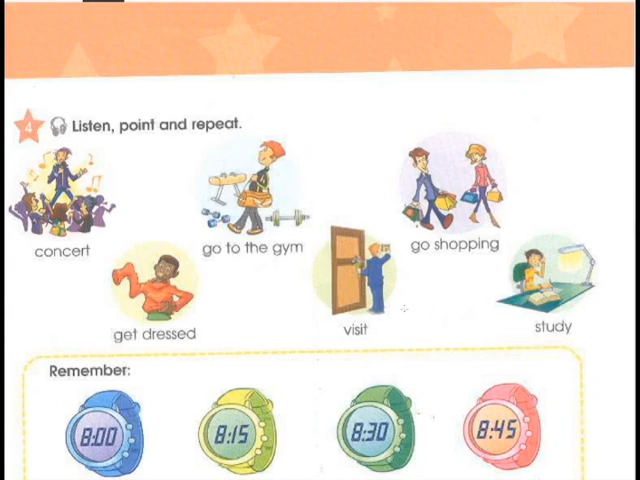 4 Listen, point and repeat.
concert
go to the gym
go shopping
get dressed
visit
study
Remember:
8:00
8:15
8:30
8:45